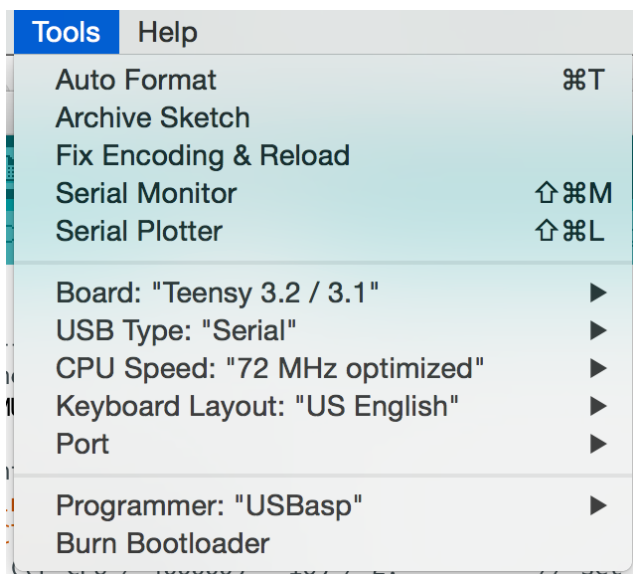 Tools Help
Auto Format ⌘T
Archive Sketch
Fix Encoding & Reload
Serial Monitor ⇧⌘M
Serial Plotter ⇧⌘L
Board: "Teensy 3.2 / 3.1" ▶
USB Type: "Serial" ▶
CPU Speed: "72 MHz optimized" ▶
Keyboard Layout: "US English" ▶
Port ▶
Programmer: "USBasp" ▶
Burn Bootloader